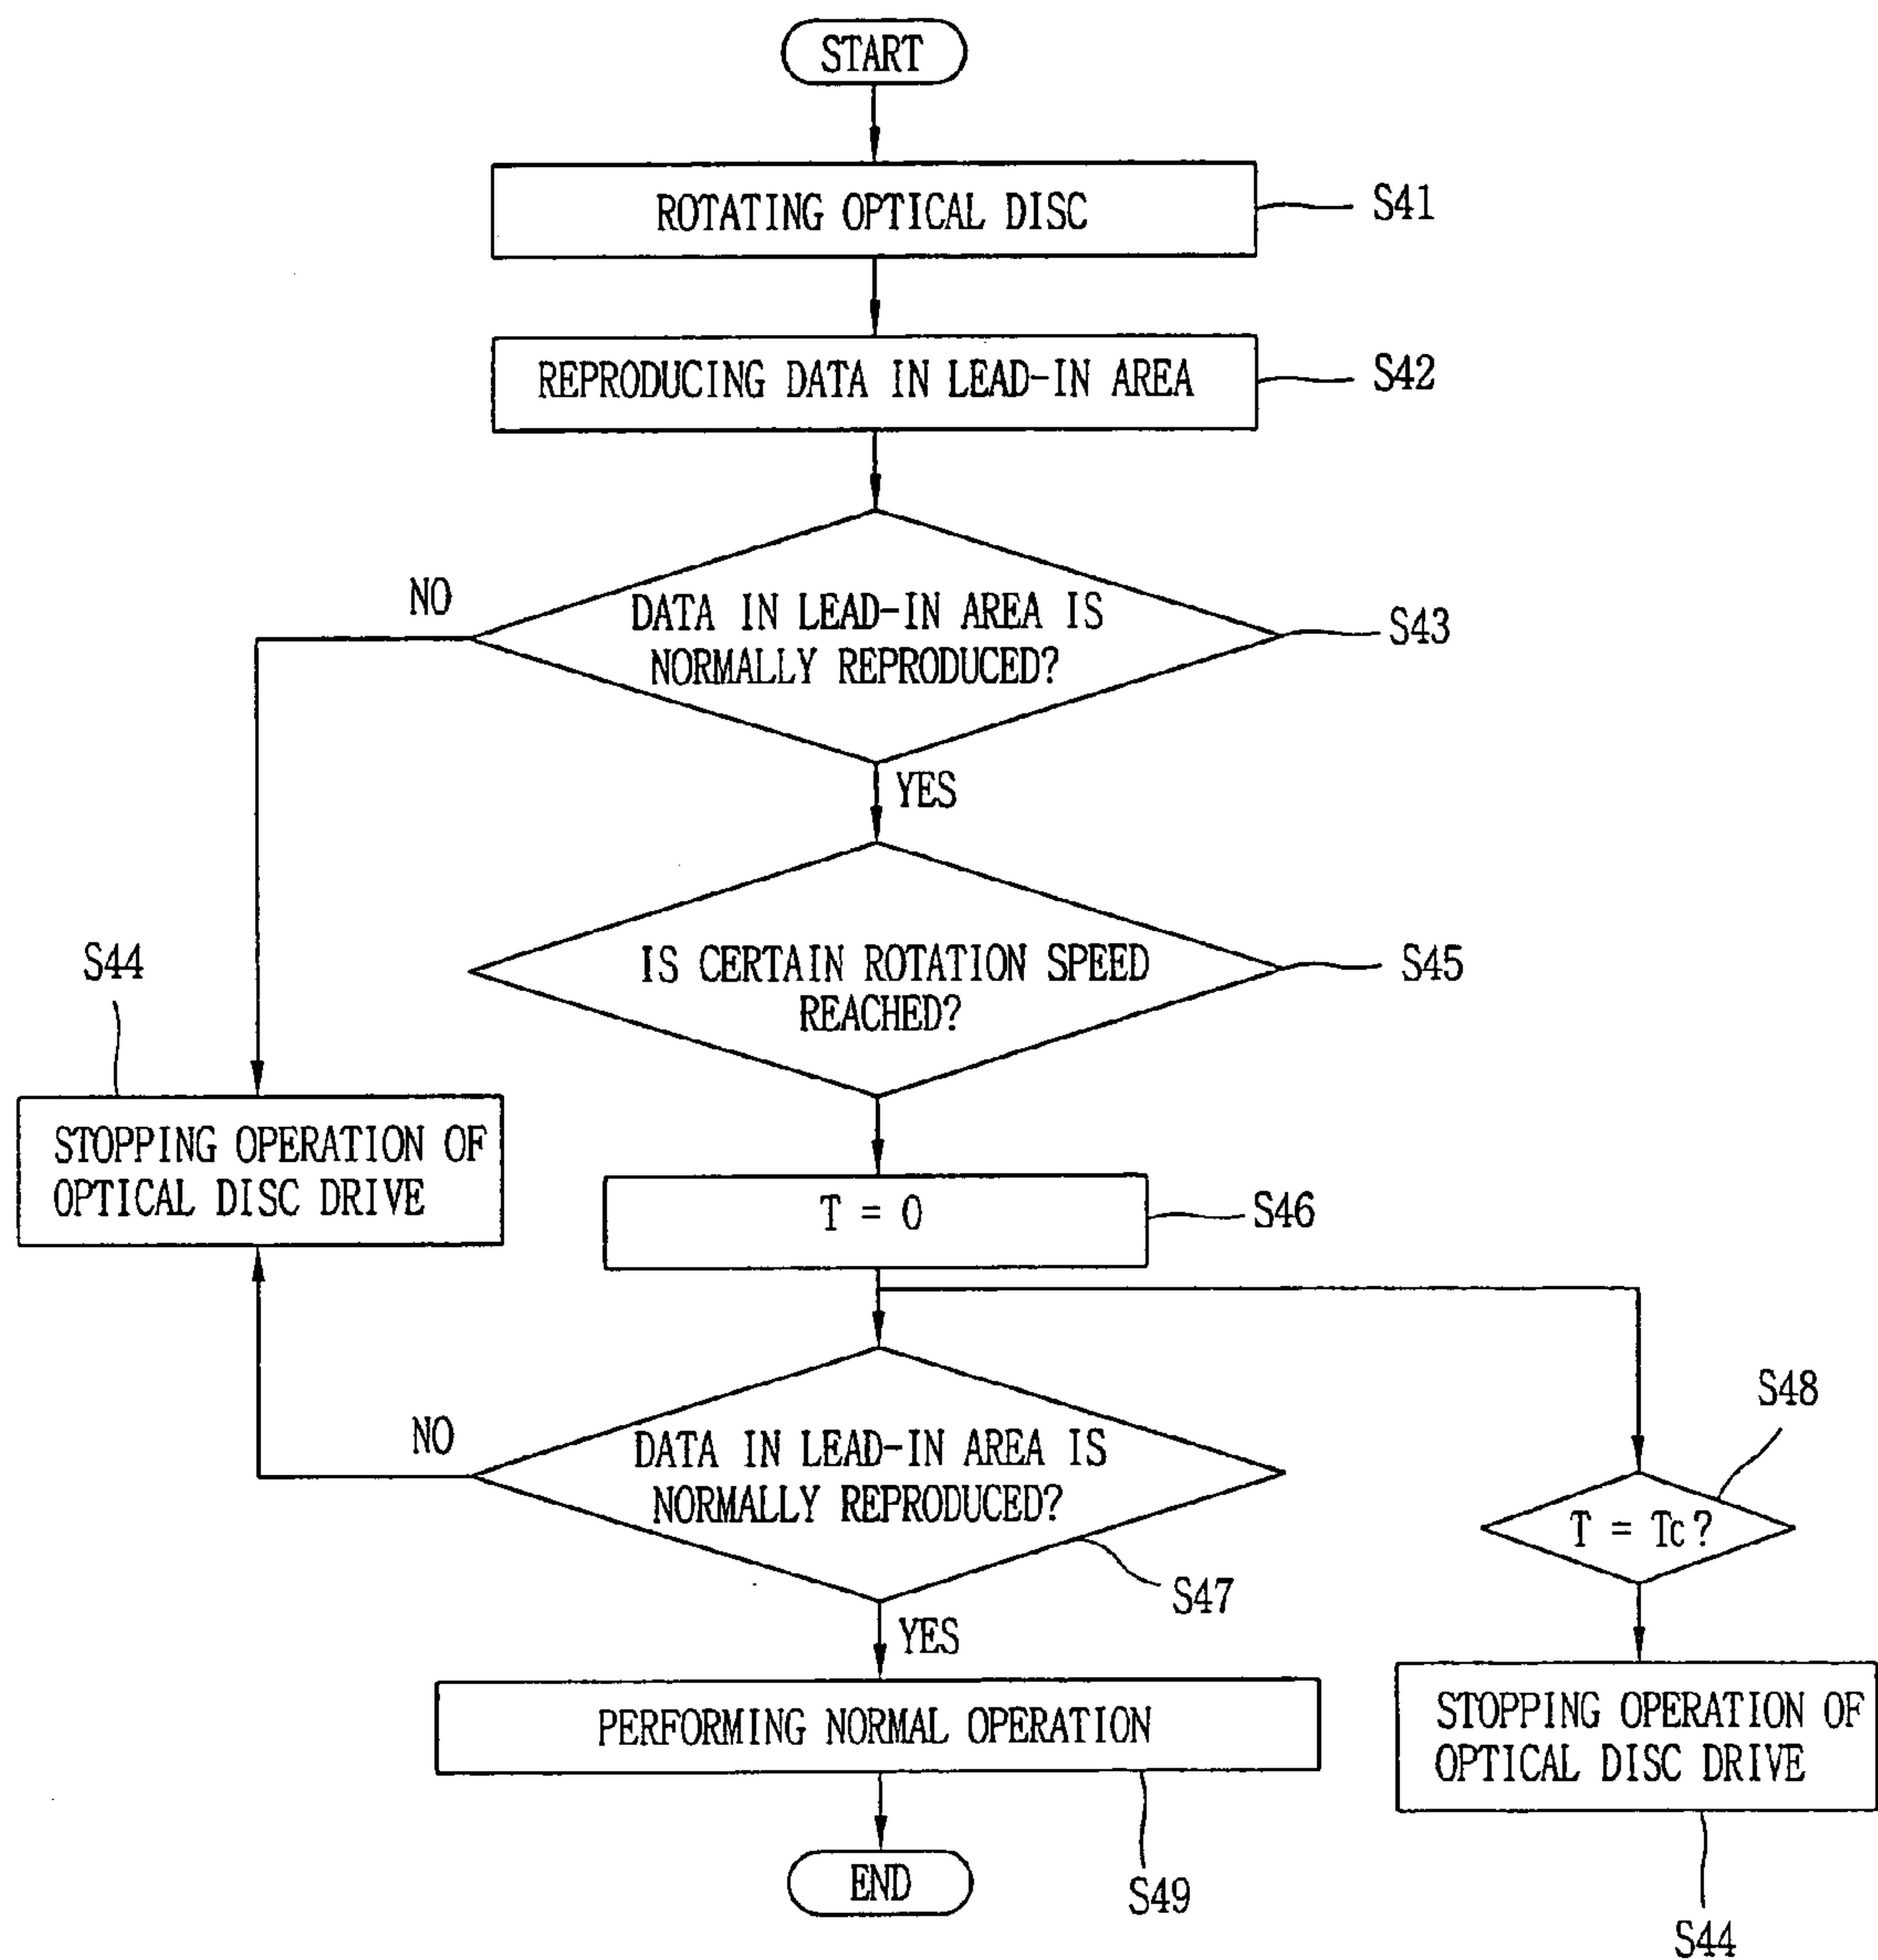 START
ROTATING OPTICAL DISC
S41
REPRODUCING DATA IN LEAD-IN AREA
S42
NO
DATA IN LEAD-IN AREA IS
NORMALLY REPRODUCED?
S43
YES
IS CERTAIN ROTATION SPEED
REACHED?
S45
S44
STOPPING OPERATION OF
OPTICAL DISC DRIVE
T = 0
S46
NO
DATA IN LEAD-IN AREA IS
NORMALLY REPRODUCED?
S47
S48
T = Tc?
YES
PERFORMING NORMAL OPERATION
S49
STOPPING OPERATION OF
OPTICAL DISC DRIVE
S44
END